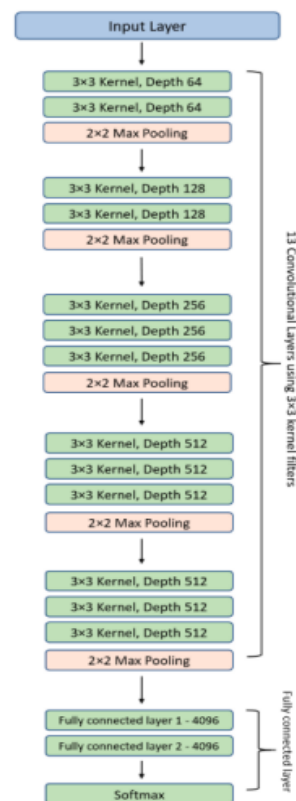 Input Layer
3×3 Kernel, Depth 64
3×3 Kernel, Depth 64
2×2 Max Pooling
3×3 Kernel, Depth 128
3×3 Kernel, Depth 128
2×2 Max Pooling
3×3 Kernel, Depth 256
3×3 Kernel, Depth 256
3×3 Kernel, Depth 256
2×2 Max Pooling
3×3 Kernel, Depth 512
3×3 Kernel, Depth 512
3×3 Kernel, Depth 512
2×2 Max Pooling
3×3 Kernel, Depth 512
3×3 Kernel, Depth 512
3×3 Kernel, Depth 512
2×2 Max Pooling
13 Convolutional Layers using 3×3 kernel filters
Fully connected layer 1 - 4096
Fully connected layer 2 - 4096
Softmax
Fully connected layer